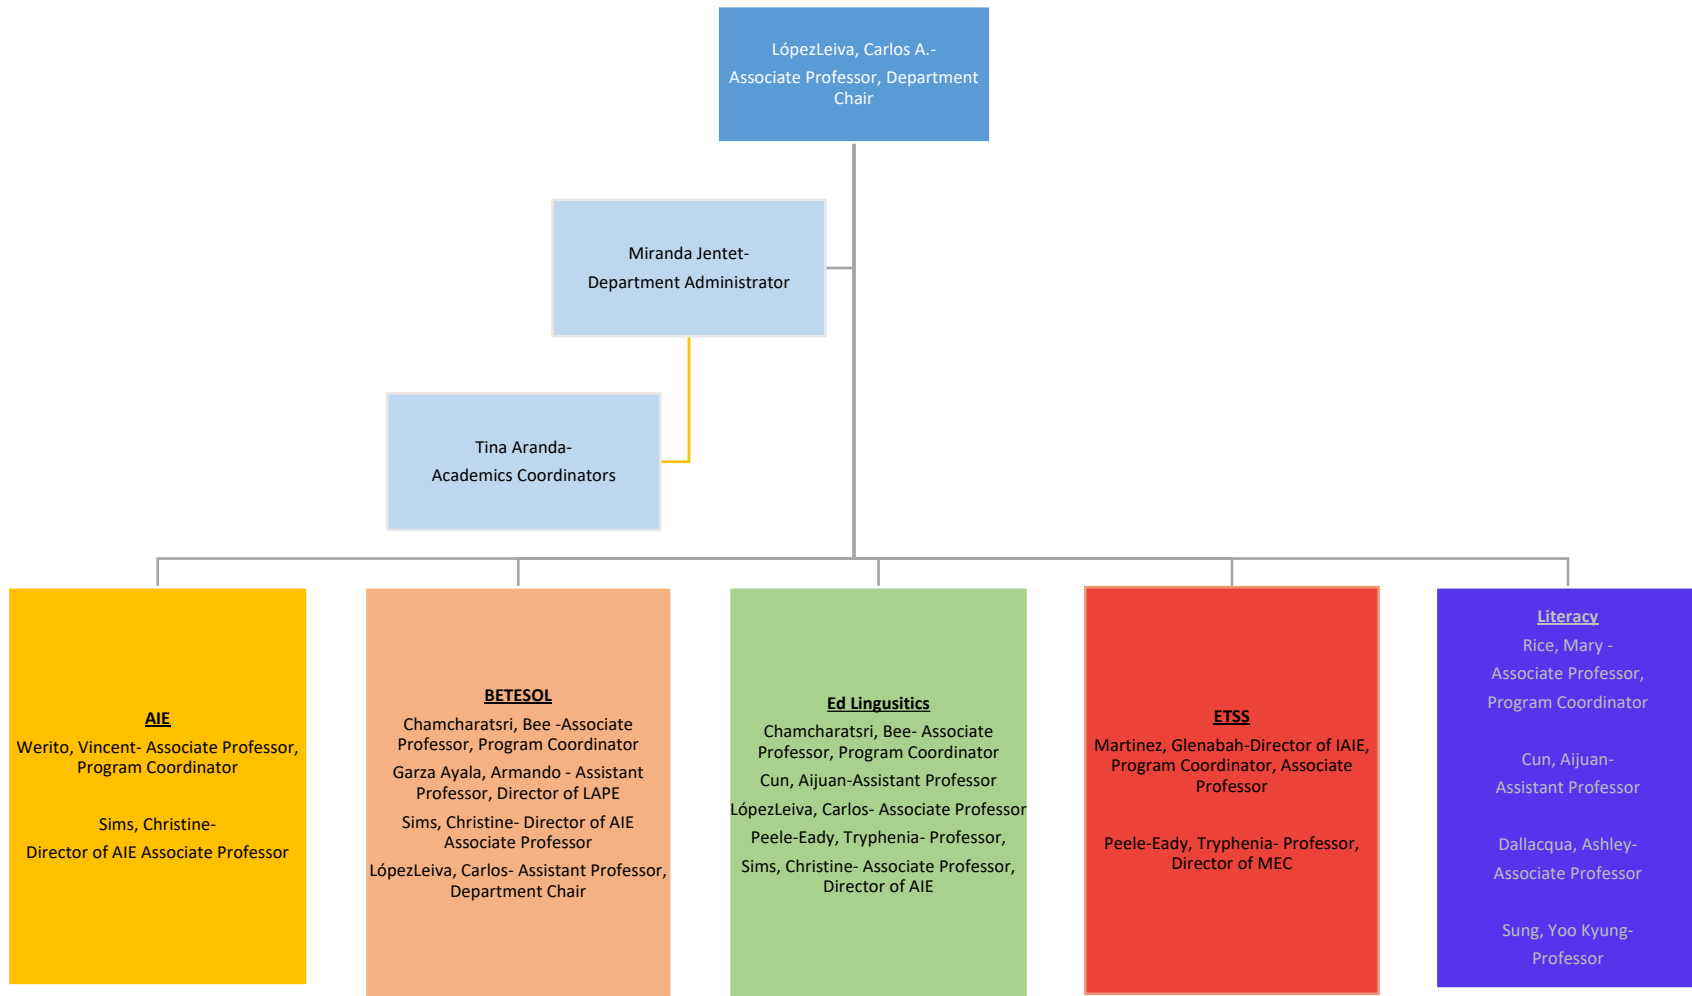 LópezLeiva, Carlos A.-
Associate Professor, Department
Chair
Miranda Jentet-
Department Administrator
Tina Aranda-
Academics Coordinators
AIE
Werito, Vincent- Associate Professor,
Program Coordinator
Sims, Christine-
Director of AIE Associate Professor
BETESOL
Chamcharatsri, Bee -Associate
Professor, Program Coordinator
Garza Ayala, Armando - Assistant
Professor, Director of LAPE
Sims, Christine- Director of AIE
Associate Professor
LópezLeiva, Carlos- Assistant Professor,
Department Chair
Ed Lingusitics
Chamcharatsri, Bee- Associate
Professor, Program Coordinator
Cun, Aijuan-Assistant Professor
LópezLeiva, Carlos- Associate Professor
Peele-Eady, Tryphenia- Professor,
Sims, Christine- Associate Professor,
Director of AIE
ETSS
Martinez, Glenabah-Director of IAIE,
Program Coordinator, Associate
Professor
Peele-Eady, Tryphenia- Professor,
Director of MEC
Literacy
Rice, Mary -
Associate Professor,
Program Coordinator
Cun, Aijuan-
Assistant Professor
Dallacqua, Ashley-
Associate Professor
Sung, Yoo Kyung-
Professor